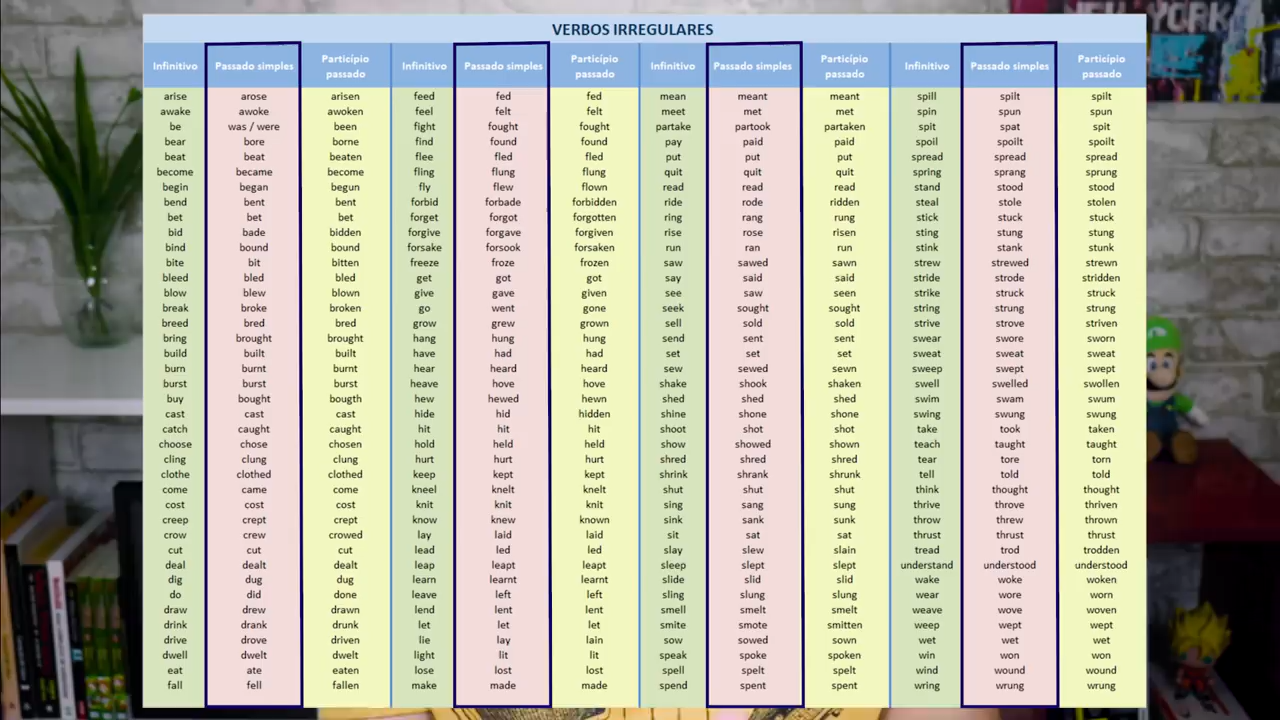 NEW YORK
VERBOS IRREGULARES
Infinitivo Passado simples Particípio passado Infinitivo Passado simples Particípio passado Infinitivo Passado simples Particípio passado Infinitivo Passado simples Particípio passado
arise arose arisen feed fed fed mean meant meant spill spilt spilt
awake awoke awoken feel felt felt meet met met spin spun spun
be was / were been fight fought fought partake partook partaken spit spat spit
bear bore borne find found found pay paid paid spoil spoilt spoilt
beat beat beaten flee fled fled put put put spread spread spread
become became become fling flung flung quit quit quit spring sprang sprung
begin began begun fly flew flown read read read stand stood stood
bend bent bent forbid forbade forbidden ride rode ridden steal stole stolen
bet bet bet forget forgot forgotten ring rang rung stick stuck stuck
bid bade bidden forgive forgave forgiven rise rose risen sting stung stung
bind bound bound forsake forsook forsaken run ran run stink stank stunk
bite bit bitten freeze froze frozen saw sawed sawn strew strewed strewn
bleed bled bled get got got say said said stride strode stridden
blow blew blown give gave given see saw seen strike struck struck
break broke broken go went gone seek sought sought string strung strung
breed bred bred grow grew grown sell sold sold strive strove striven
bring brought brought hang hung hung send sent sent swear swore sworn
build built built have had had set set set sweat sweat sweat
burn burnt burnt hear heard heard sew sewed sewn sweep swept swept
burst burst burst heave hove hove shake shook shaken swell swelled swollen
buy bought bougth hew hewed hewn shed shed shed swim swam swum
cast cast cast hide hid hidden shine shone shone swing swung swung
catch caught caught hit hit hit shoot shot shot take took taken
choose chose chosen hold held held show showed shown teach taught taught
cling clung clung hurt hurt hurt shred shred shred tear tore torn
clothe clothed clothed keep kept kept shrink shrank shrunk tell told told
come came come kneel knelt knelt shut shut shut think thought thought
cost cost cost knit knit knit sing sang sung thrive throve thriven
creep crept crept know knew known sink sank sunk throw threw thrown
crow crew crowed lay laid laid sit sat sat thrust thrust thrust
cut cut cut lead led led slay slew slain tread trod trodden
deal dealt dealt leap leapt leapt sleep slept slept understand understood understood
dig dug dug learn learnt learnt slide slid slid wake woke woken
do did done leave left left sling slung slung wear wore worn
draw drew drawn lend lent lent smell smelt smelt weave wove woven
drink drank drunk let let let smite smote smitten weep wept wept
drive drove driven lie lay lain sow sowed sown wet wet wet
dwell dwelt dwelt light lit lit speak spoke spoken win won won
eat ate eaten lose lost lost spell spelt spelt wind wound wound
fall fell fallen make made made spend spent spent wring wrung wrung